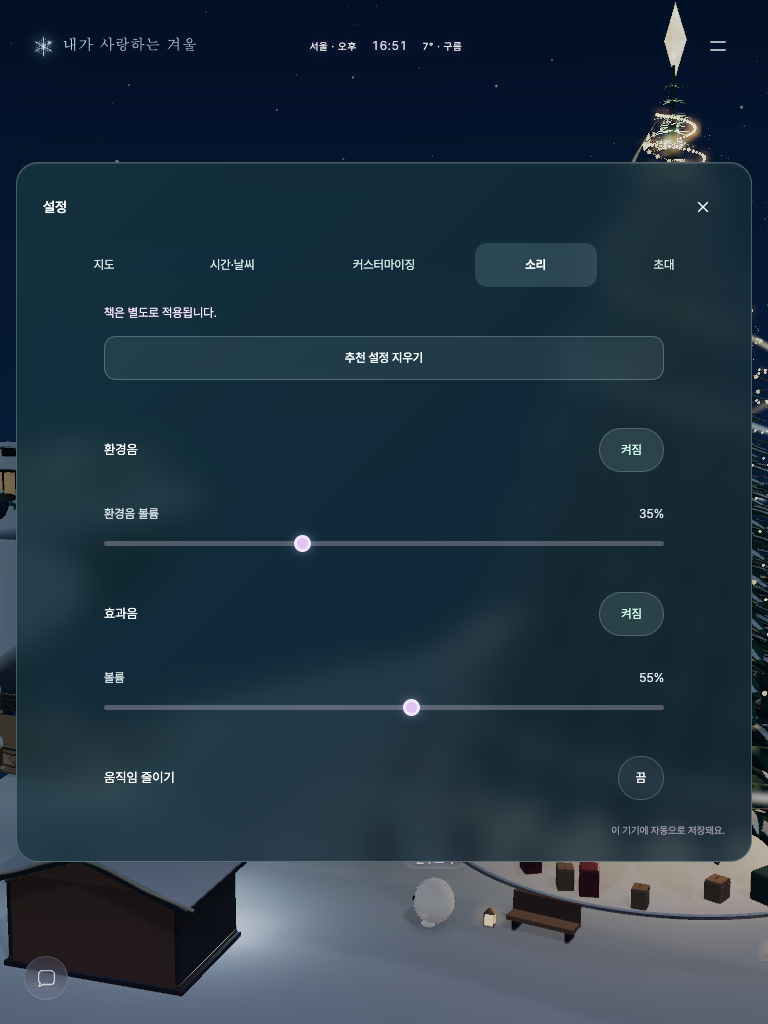 내가 사랑하는 겨울
서울 · 오후 16:51 7° · 구름
설정
지도 시간·날씨 커스터마이징 소리 초대
책은 별도로 적용됩니다.
추천 설정 지우기
환경음 켜짐
환경음 볼륨 35%
효과음 켜짐
볼륨 55%
움직임 줄이기 끔
이 기기에 자동으로 저장돼요.